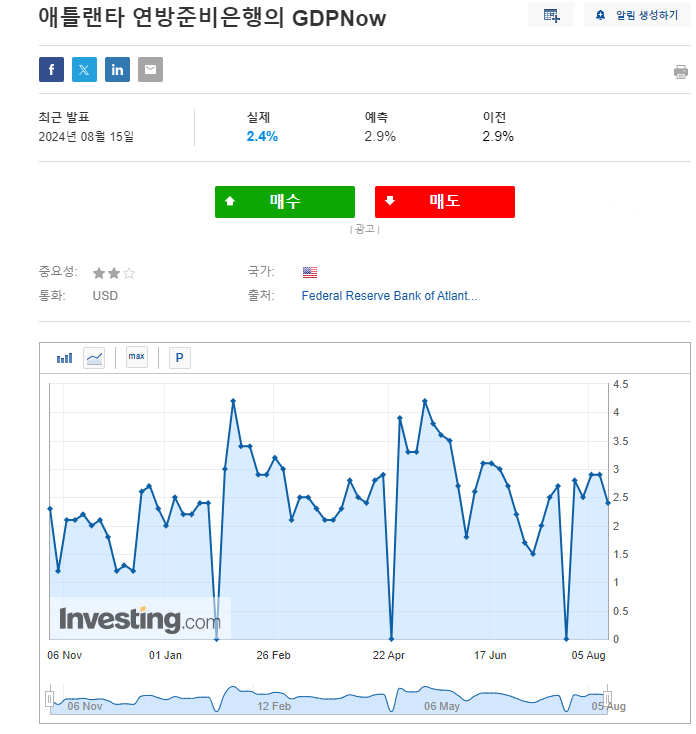 애틀랜타 연방준비은행의 GDPNow
알림 생성하기
f X in
최근 발표 실제 예측 이전
2024년 08월 15일 2.4% 2.9% 2.9%
매수 매도
| 광고 |
중요성: 국가:
통화: USD 출처: Federal Reserve Bank of Atlant...
max P
4.5
4
3.5
3
2.5
2
1.5
1
0.5
0
Investing.com
06 Nov 01 Jan 26 Feb 22 Apr 17 Jun 05 Aug
06 Nov 12 Feb 06 May 05 Aug